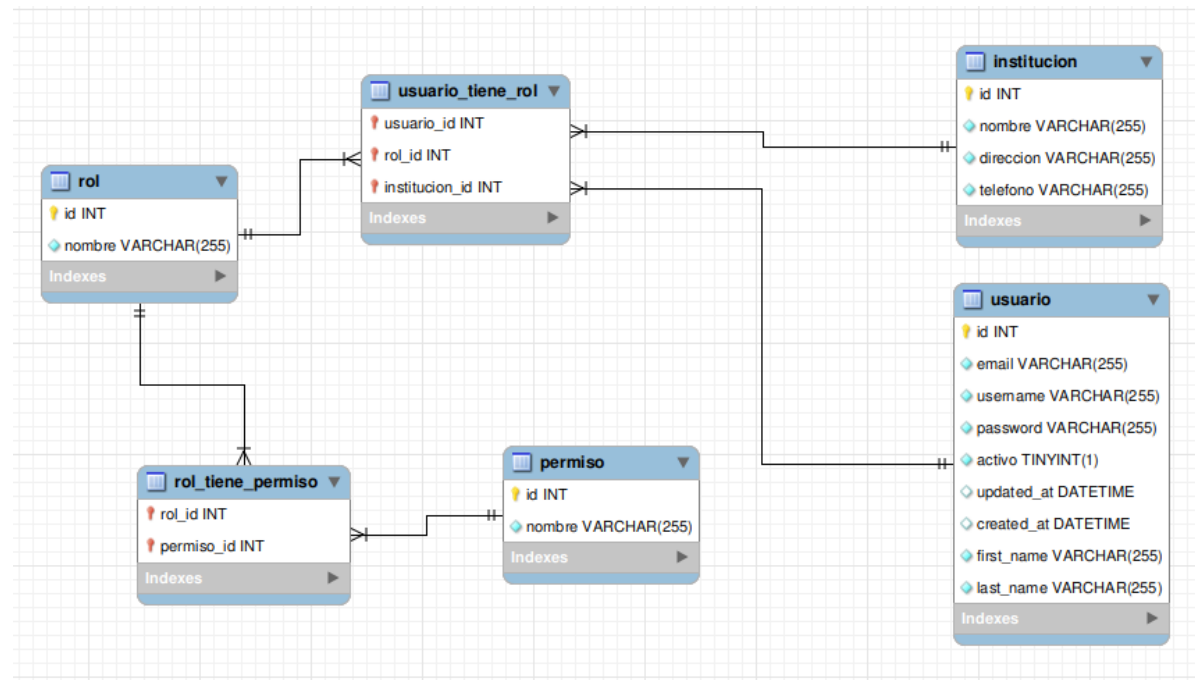 usuario_tiene_rol
usuario_id INT
rol_id INT
institucion_id INT
Indexes
institucion
id INT
nombre VARCHAR(255)
direccion VARCHAR(255)
telefono VARCHAR(255)
Indexes
rol
id INT
nombre VARCHAR(255)
Indexes
usuario
id INT
email VARCHAR(255)
username VARCHAR(255)
password VARCHAR(255)
activo TINYINT(1)
updated_at DATETIME
created_at DATETIME
first_name VARCHAR(255)
last_name VARCHAR(255)
Indexes
rol_tiene_permiso
rol_id INT
permiso_id INT
Indexes
permiso
id INT
nombre VARCHAR(255)
Indexes